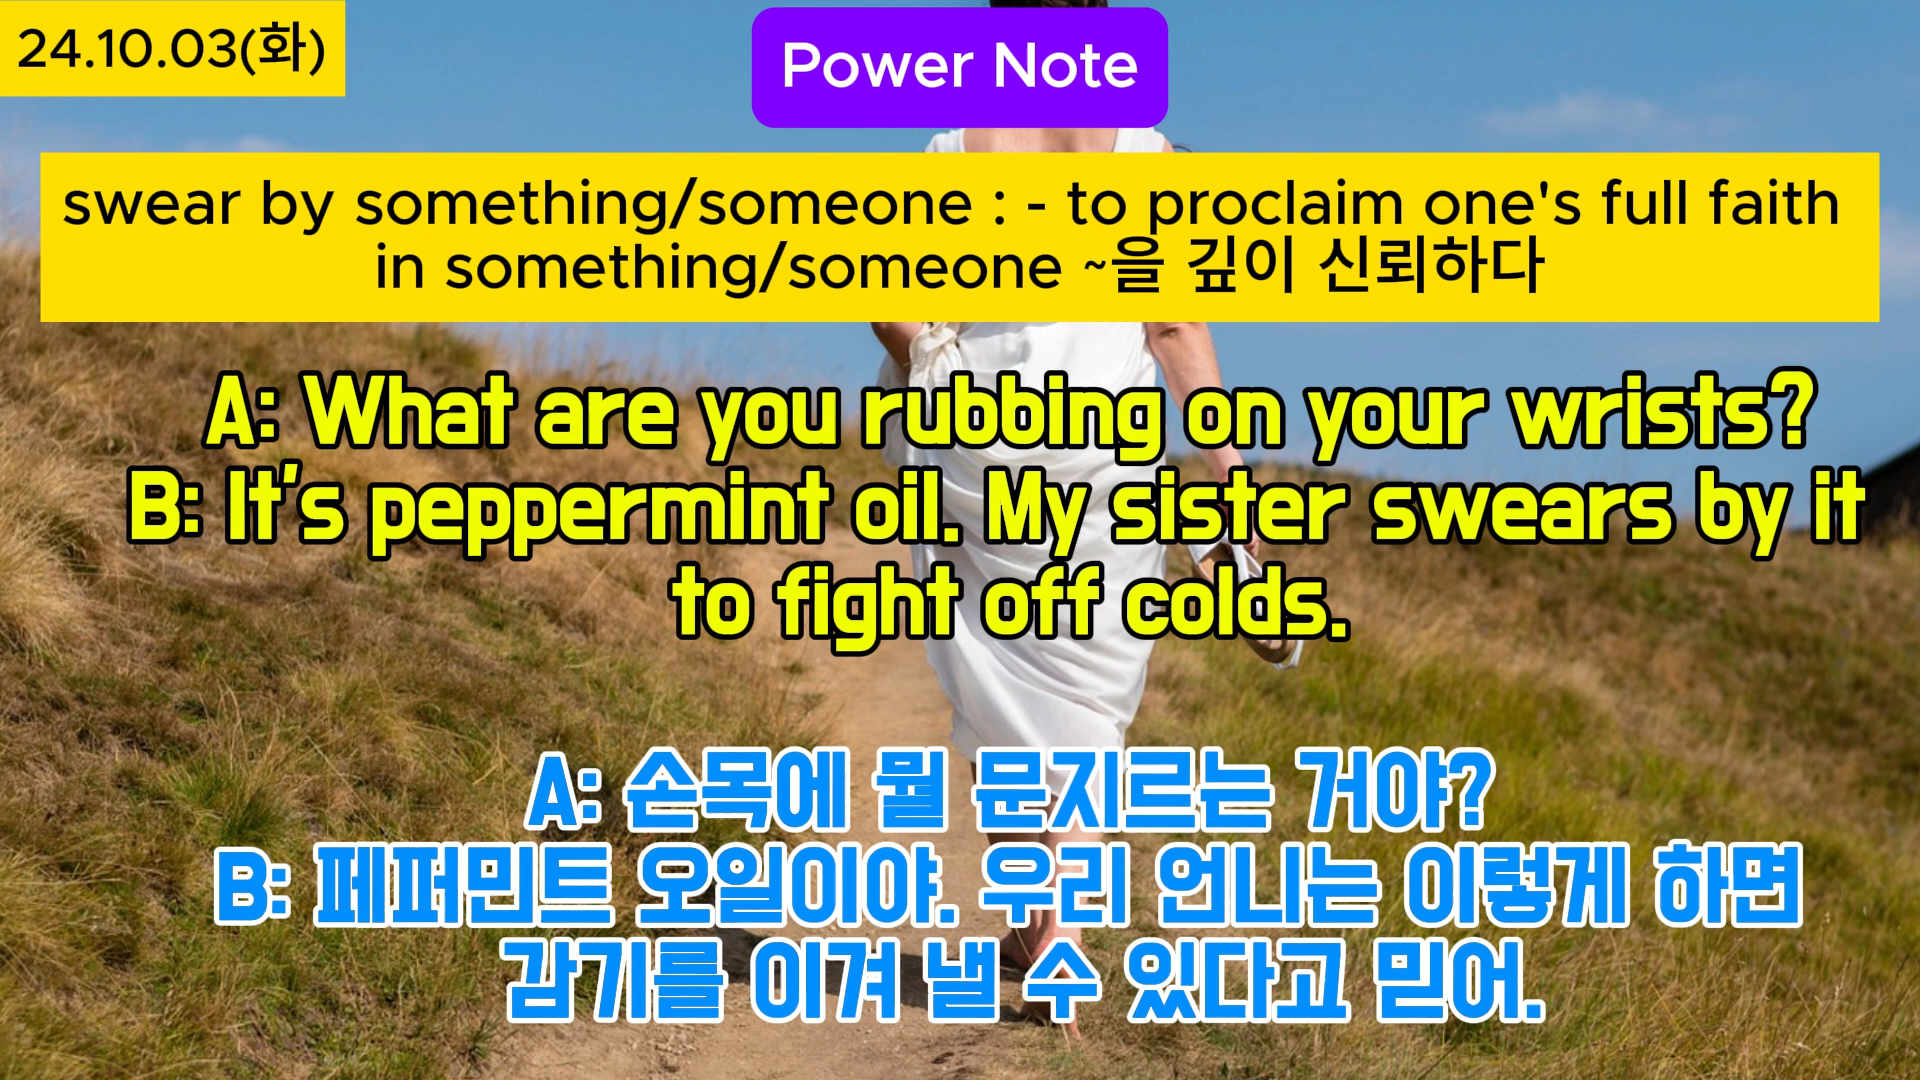 24.10.03(화)
Power Note
swear by something/someone : - to proclaim one's full faith
in something/someone ~을 깊이 신뢰하다
A: What are you rubbing on your wrists?
B: It's peppermint oil. My sister swears by it
to fight off colds.
A: 손목에 뭘 문지르는 거야?
B: 페퍼민트 오일이야. 우리 언니는 이렇게 하면
감기를 이겨 낼 수 있다고 믿어.